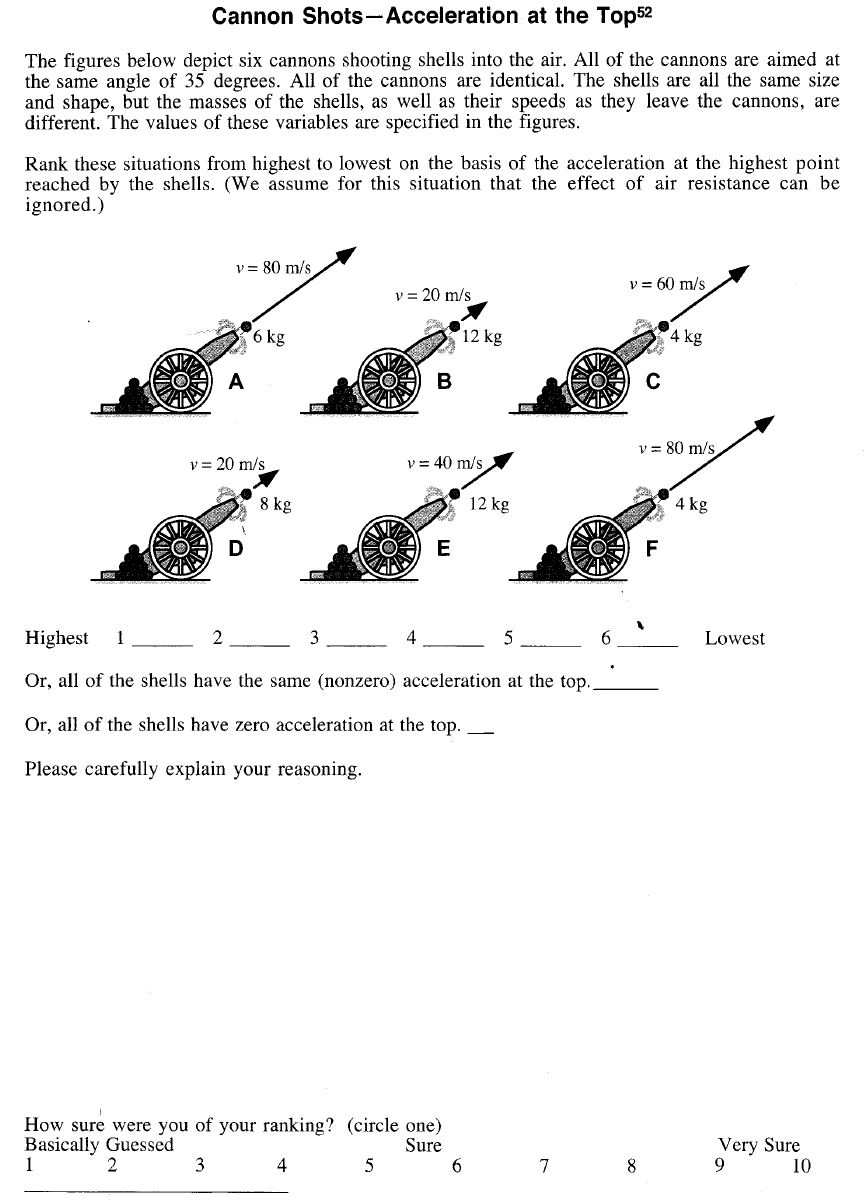 Cannon Shots—Acceleration at the Top52
The figures below depict six cannons shooting shells into the air. All of the cannons are aimed at
the same angle of 35 degrees. All of the cannons are identical. The shells are all the same size
and shape, but the masses of the shells, as well as their speeds as they leave the cannons, are
different. The values of these variables are specified in the figures.
Rank these situations from highest to lowest on the basis of the acceleration at the highest point
reached by the shells. (We assume for this situation that the effect of air resistance can be
ignored.)
v = 80 m/s
6 kg
A
v = 20 m/s
12 kg
B
v = 60 m/s
4 kg
C
v = 20 m/s
8 kg
D
v = 40 m/s
12 kg
E
v = 80 m/s
4 kg
F
Highest 1 ______ 2 ______ 3 ______ 4 ______ 5 ______ 6 ______ Lowest
Or, all of the shells have the same (nonzero) acceleration at the top. ______
Or, all of the shells have zero acceleration at the top. __
Please carefully explain your reasoning.
How sure were you of your ranking? (circle one)
Basically Guessed Sure Very Sure
1 2 3 4 5 6 7 8 9 10